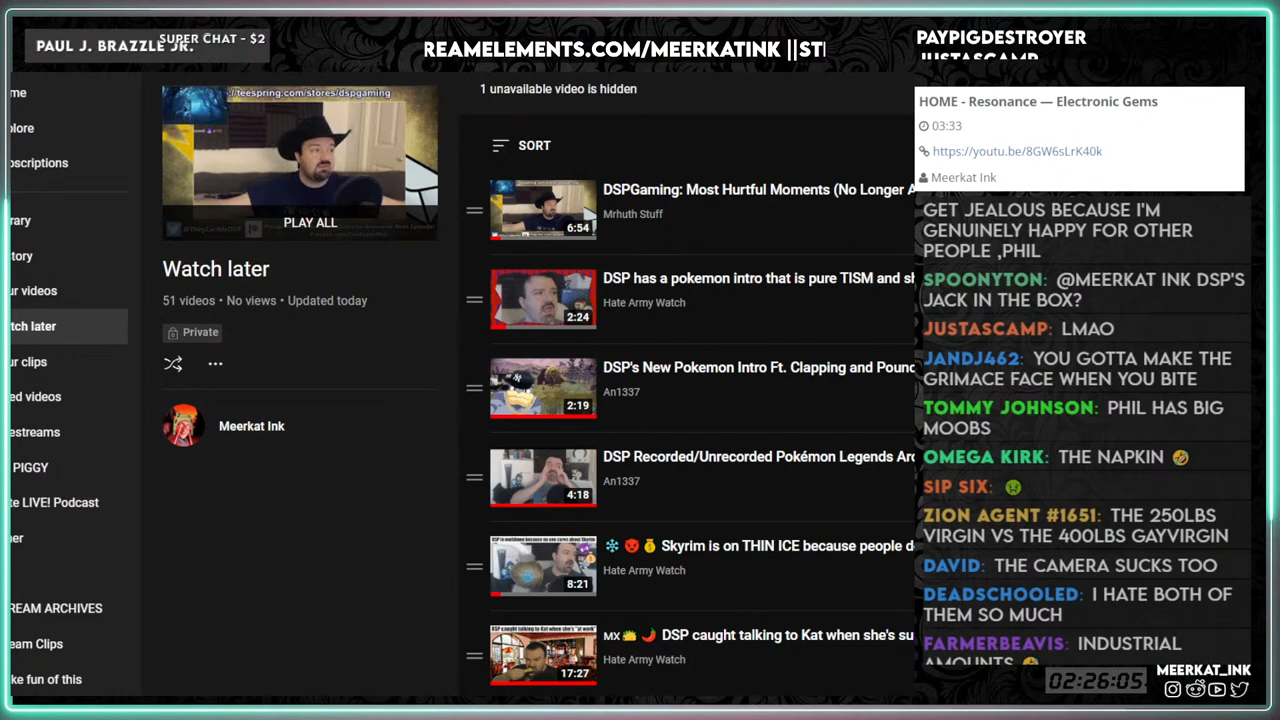 PAUL J. BRAZZLE JR.
SUPER CHAT - $2
REAMELEMENTS.COM/MEERKATINK ||ST
PAYPIGDESTROYER
JUSTASCAMP
me
plore
bscriptions
rary
tory
ur videos
tch later
ur clips
ed videos
estreams
PIGGY
te LIVE! Podcast
her
REAM ARCHIVES
eam Clips
ke fun of this
//teespring.com/stores/dspgaming
PLAY ALL
Watch later
51 videos • No views • Updated today
Private
Meerkat Ink
1 unavailable video is hidden
SORT
DSPGaming: Most Hurtful Moments (No Longer A
Mrhuth Stuff
6:54
DSP has a pokemon intro that is pure TISM and sh
Hate Army Watch
2:24
DSP's New Pokemon Intro Ft. Clapping and Pound
An1337
2:19
DSP Recorded/Unrecorded Pokémon Legends Arc
An1337
4:18
❄️ 😡 💰 Skyrim is on THIN ICE because people d
Hate Army Watch
8:21
MX 🌮 🌶️ DSP caught talking to Kat when she's su
Hate Army Watch
17:27
HOME - Resonance — Electronic Gems
03:33
https://youtu.be/8GW6sLrK40k
Meerkat Ink
GET JEALOUS BECAUSE I'M
GENUINELY HAPPY FOR OTHER
PEOPLE ,PHIL
SPOONYTON: @MEERKAT INK DSP'S
JACK IN THE BOX?
JUSTASCAMP: LMAO
JANDJ462: YOU GOTTA MAKE THE
GRIMACE FACE WHEN YOU BITE
TOMMY JOHNSON: PHIL HAS BIG
MOOBS
OMEGA KIRK: THE NAPKIN 🤣
SIP SIX: 🤢
ZION AGENT #1651: THE 250LBS
VIRGIN VS THE 400LBS GAYVIRGIN
DAVID: THE CAMERA SUCKS TOO
DEADSCHOOLED: I HATE BOTH OF
THEM SO MUCH
FARMERBEAVIS: INDUSTRIAL
AMOUNTS
02:26:05
MEERKAT_INK